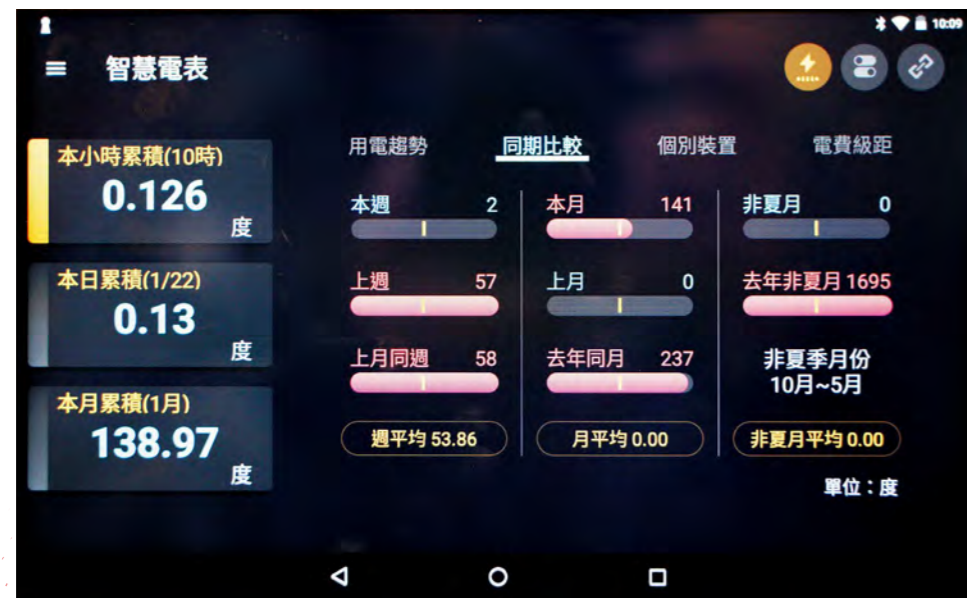 10:09
智慧電表
本小時累積(10時)
0.126
度
本日累積(1/22)
0.13
度
本月累積(1月)
138.97
度
用電趨勢 同期比較 個別裝置 電費級距
本週 2
上週 57
上月同週 58
週平均 53.86
本月 141
上月 0
去年同月 237
月平均 0.00
非夏月 0
去年非夏月 1695
非夏季月份
10月~5月
非夏月平均 0.00
單位：度